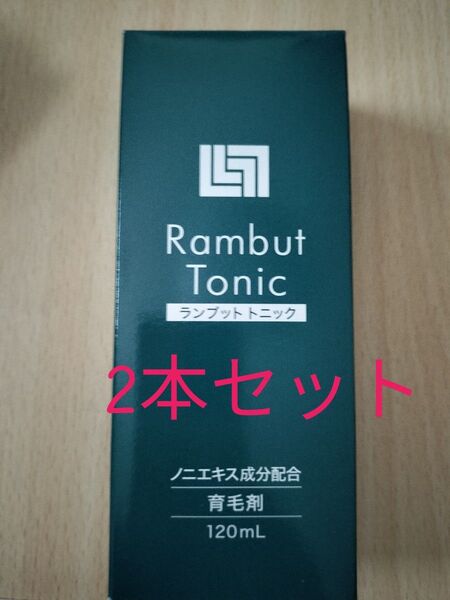 Rambut
Tonic
ランブット トニック
2本セット
ノニエキス成分配合
育毛剤
120mL